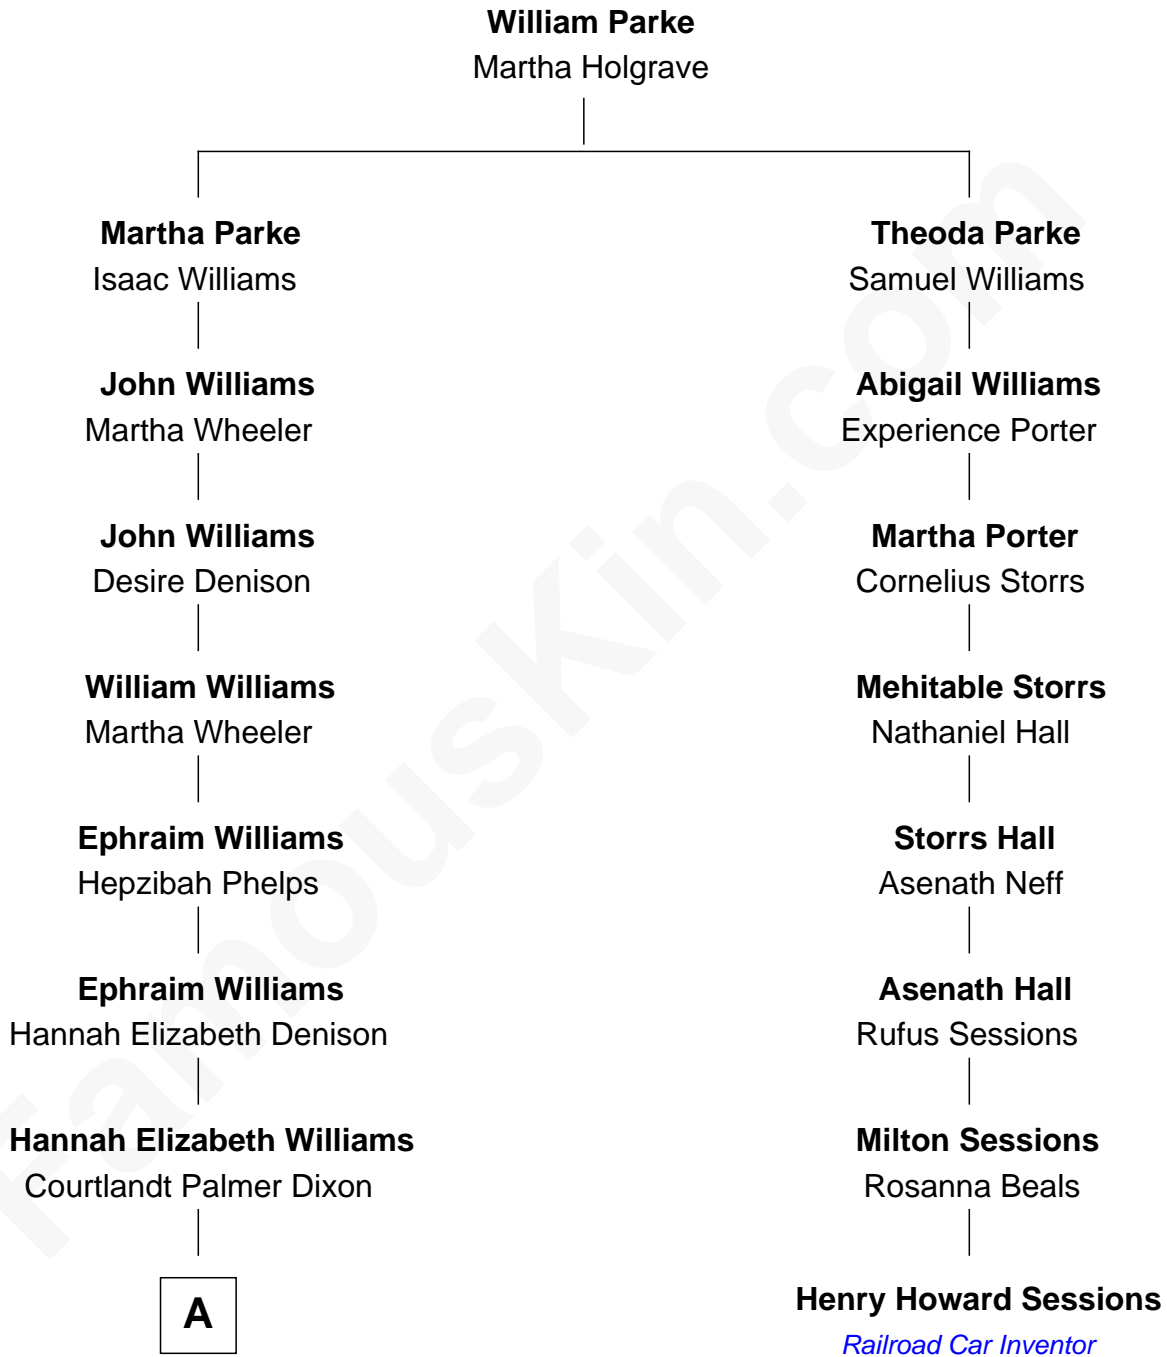 William Parke
Martha Holgrave
Martha Parke
Isaac Williams
Theoda Parke
Samuel Williams
John Williams
Martha Wheeler
Abigail Williams
Experience Porter
John Williams
Desire Denison
Martha Porter
Cornelius Storrs
William Williams
Martha Wheeler
Mehitable Storrs
Nathaniel Hall
Ephraim Williams
Hepzibah Phelps
Storrs Hall
Asenath Neff
Ephraim Williams
Hannah Elizabeth Denison
Asenath Hall
Rufus Sessions
Hannah Elizabeth Williams
Courtlandt Palmer Dixon
Milton Sessions
Rosanna Beals
A
Henry Howard Sessions
Railroad Car Inventor
FamousKin.com